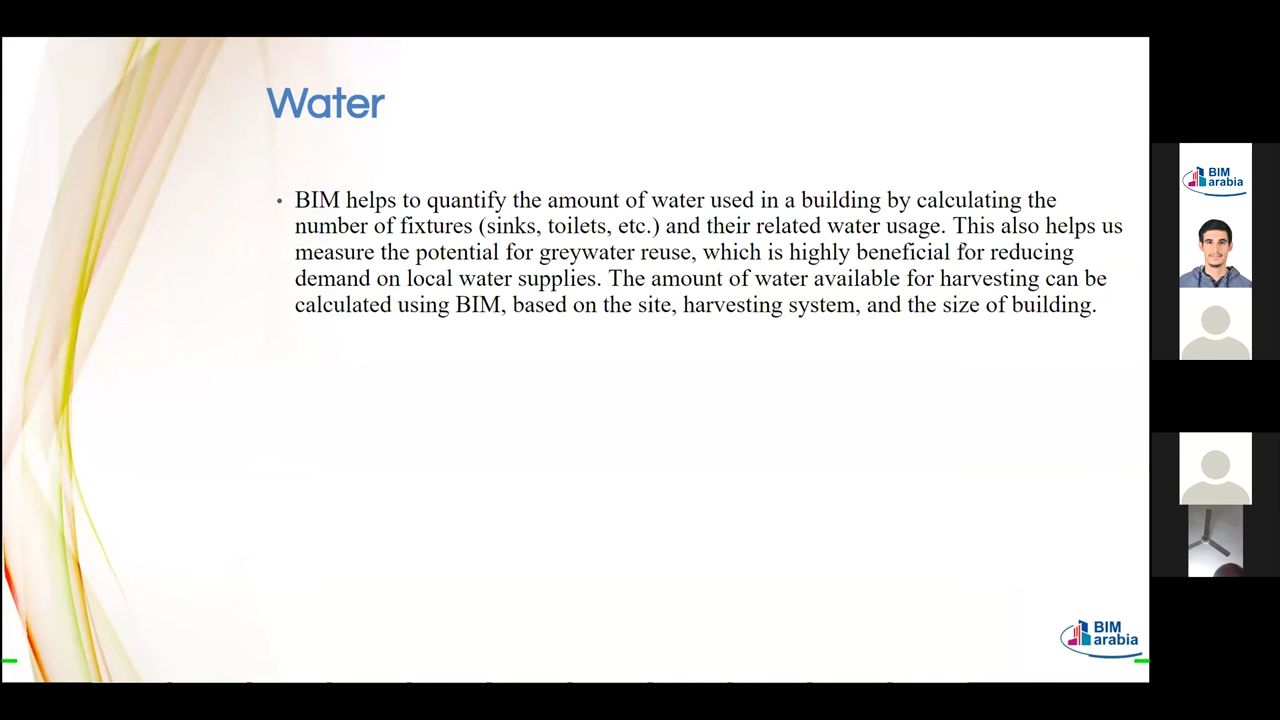 Water
• BIM helps to quantify the amount of water used in a building by calculating the
number of fixtures (sinks, toilets, etc.) and their related water usage. This also helps us
measure the potential for greywater reuse, which is highly beneficial for reducing
demand on local water supplies. The amount of water available for harvesting can be
calculated using BIM, based on the site, harvesting system, and the size of building.
BIM
arabia
BIM
arabia